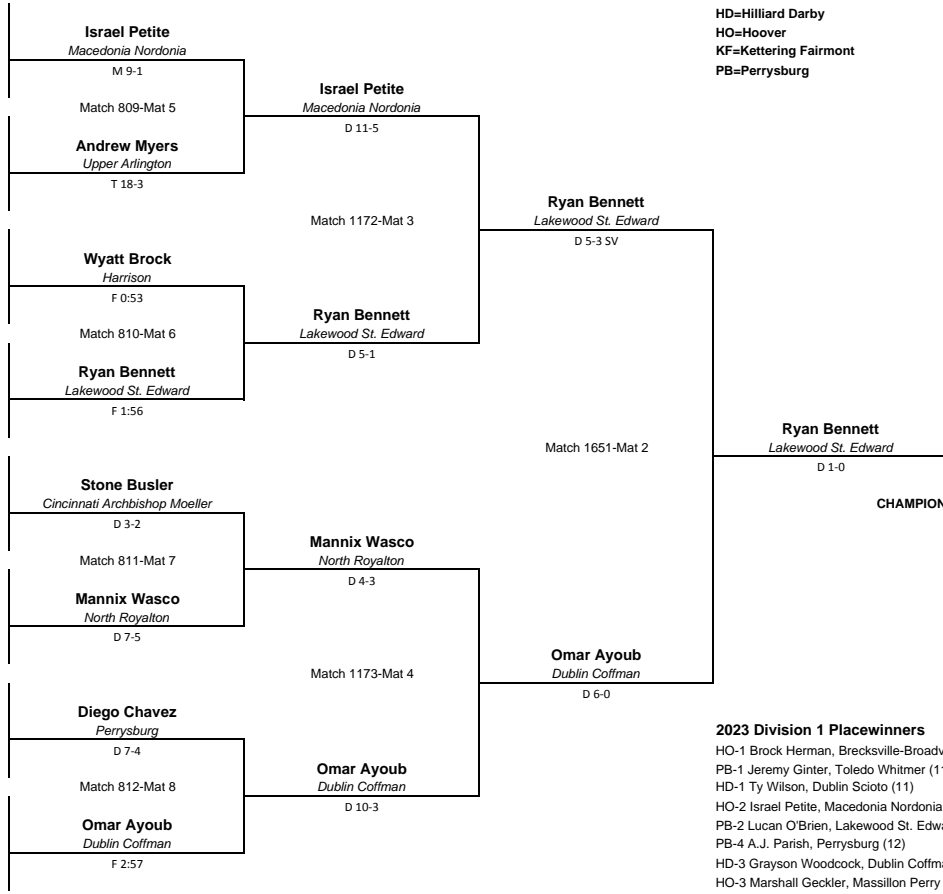 HD=Hilliard Darby
HO=Hoover
KF=Kettering Fairmont
PB=Perrysburg
Israel Petite
Macedonia Nordonia
M 9-1
Match 809-Mat 5
Andrew Myers
Upper Arlington
T 18-3
Israel Petite
Macedonia Nordonia
D 11-5
Match 1172-Mat 3
Wyatt Brock
Harrison
F 0:53
Match 810-Mat 6
Ryan Bennett
Lakewood St. Edward
F 1:56
Ryan Bennett
Lakewood St. Edward
D 5-1
Ryan Bennett
Lakewood St. Edward
D 5-3 SV
Match 1651-Mat 2
Ryan Bennett
Lakewood St. Edward
D 1-0
CHAMPION
Stone Busler
Cincinnati Archbishop Moeller
D 3-2
Match 811-Mat 7
Mannix Wasco
North Royalton
D 7-5
Mannix Wasco
North Royalton
D 4-3
Match 1173-Mat 4
Diego Chavez
Perrysburg
D 7-4
Match 812-Mat 8
Omar Ayoub
Dublin Coffman
F 2:57
Omar Ayoub
Dublin Coffman
D 10-3
Omar Ayoub
Dublin Coffman
D 6-0
2023 Division 1 Placewinners
HO-1 Brock Herman,
PB-1 Jeremy Ginter, Toledo Whitmer
HD-1 Ty Wilson, Dublin Scioto (11)
HO-2 Israel Petite, Macedonia Nordonia
PB-2 Lucan O'Brien, Lakewood St.
PB-4 A.J. Parish, Perrysburg (12)
HD-3 Grayson Woodcock, Dublin
HO-3 Marshall Geckler, Massillon Perry